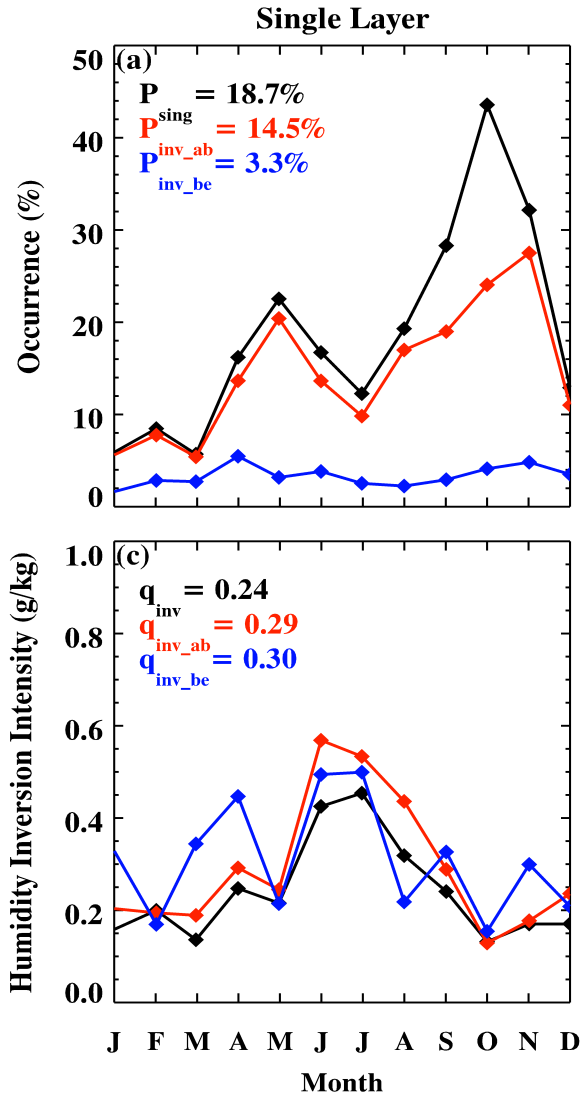 Single Layer
(a)
P_sing = 18.7%
P_inv_ab = 14.5%
P_inv_be = 3.3%
50
40
30
20
10
0
Occurrence (%)
(c)
q_inv = 0.24
q_inv_ab = 0.29
q_inv_be = 0.30
1.0
0.8
0.6
0.4
0.2
0.0
Humidity Inversion Intensity (g/kg)
J F M A M J J A S O N D
Month